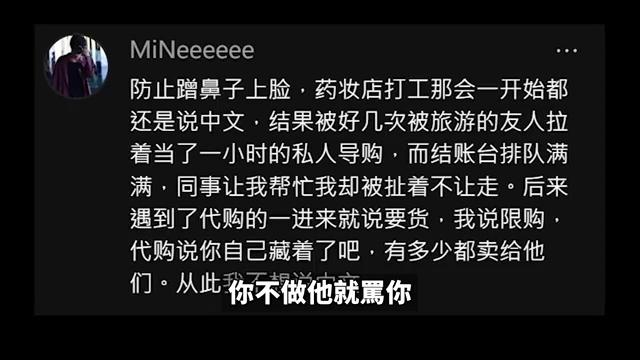 MiNeeeeee
防止蹭鼻子上脸，药妆店打工那会一开始都
还是说中文，结果被好几次被旅游的友人拉
着当了一小时的私人导购，而结账台排队满
满，同事让我帮忙我却被扯着不让走。后来
遇到了代购的一进来就说要货，我说限购，
代购说你自己藏着了吧，有多少都卖给他
们。从此我不想说中文
你不做他就罵你